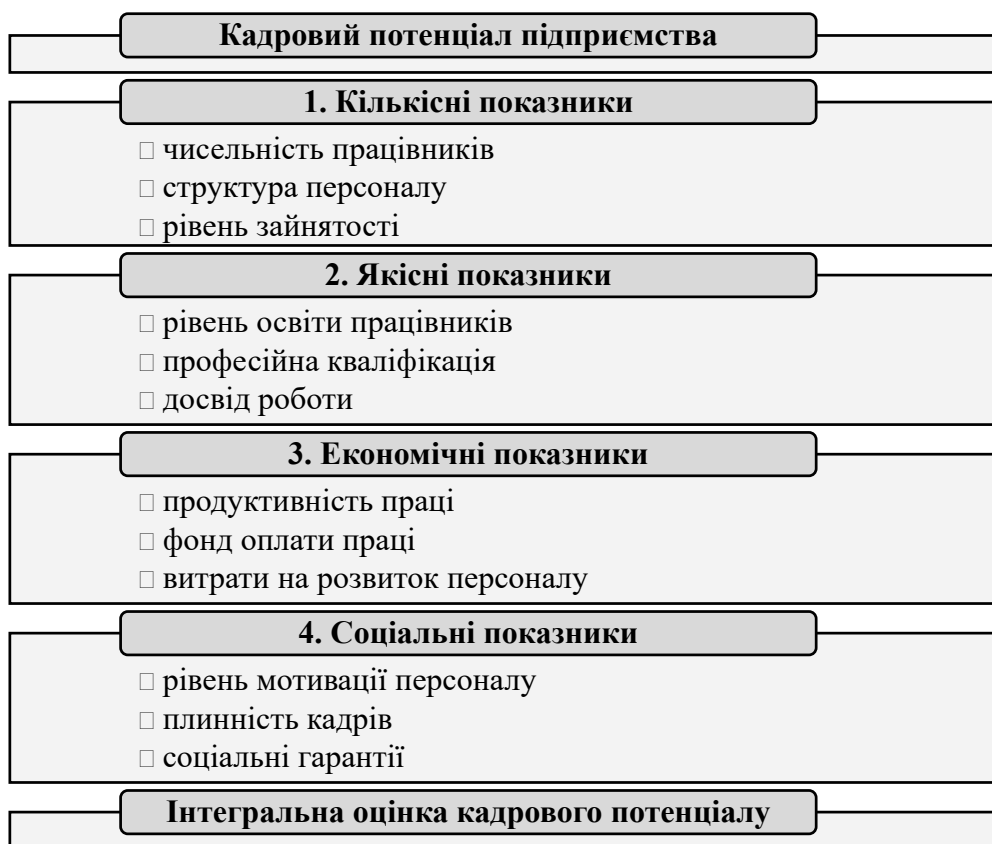 Кадровий потенціал підприємства
1. Кількісні показники
□ чисельність працівників
□ структура персоналу
□ рівень зайнятості
2. Якісні показники
□ рівень освіти працівників
□ професійна кваліфікація
□ досвід роботи
3. Економічні показники
□ продуктивність праці
□ фонд оплати праці
□ витрати на розвиток персоналу
4. Соціальні показники
□ рівень мотивації персоналу
□ плинність кадрів
□ соціальні гарантії
Інтегральна оцінка кадрового потенціалу